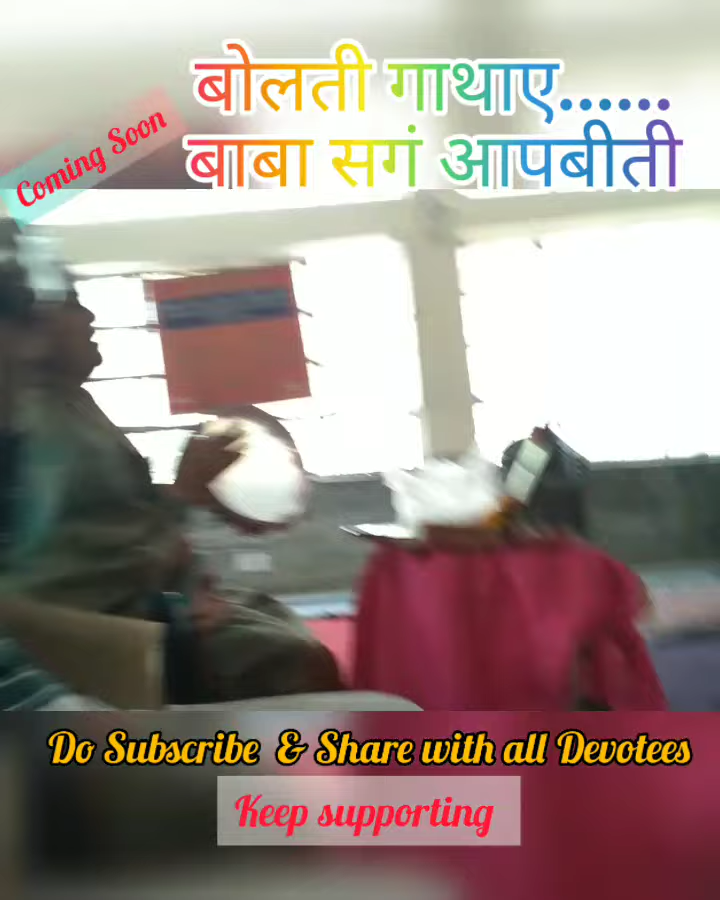 बोलती गाथाए......
Coming Soon
बाबा सगं आपबीती
Do Subscribe & Share with all Devotees
Keep supporting